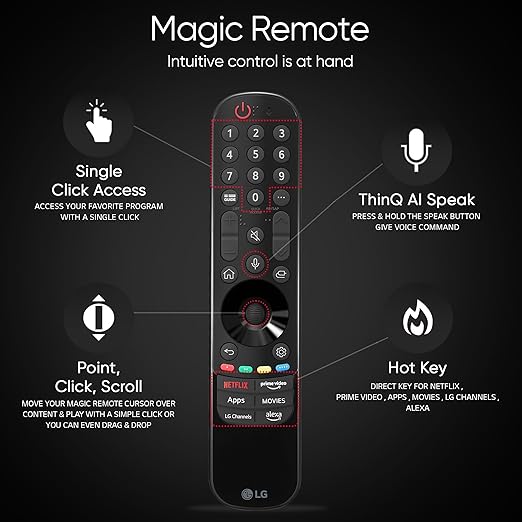 Magic Remote
Intuitive control is at hand
Single
Click Access
ACCESS YOUR FAVORITE PROGRAM
WITH A SINGLE CLICK
ThinQ AI Speak
PRESS & HOLD THE SPEAK BUTTON
GIVE VOICE COMMAND
Point,
Click, Scroll
MOVE YOUR MAGIC REMOTE CURSOR OVER
CONTENT & PLAY WITH A SIMPLE CLICK OR
YOU CAN EVEN DRAG & DROP
Hot Key
DIRECT KEY FOR NETFLIX ,
PRIME VIDEO , APPS , MOVIES , LG CHANNELS ,
ALEXA
1 2 3
4 5 6
7 8 9
GUIDE 0 ...
NETFLIX prime video
Apps MOVIES
LG Channels alexa
LG